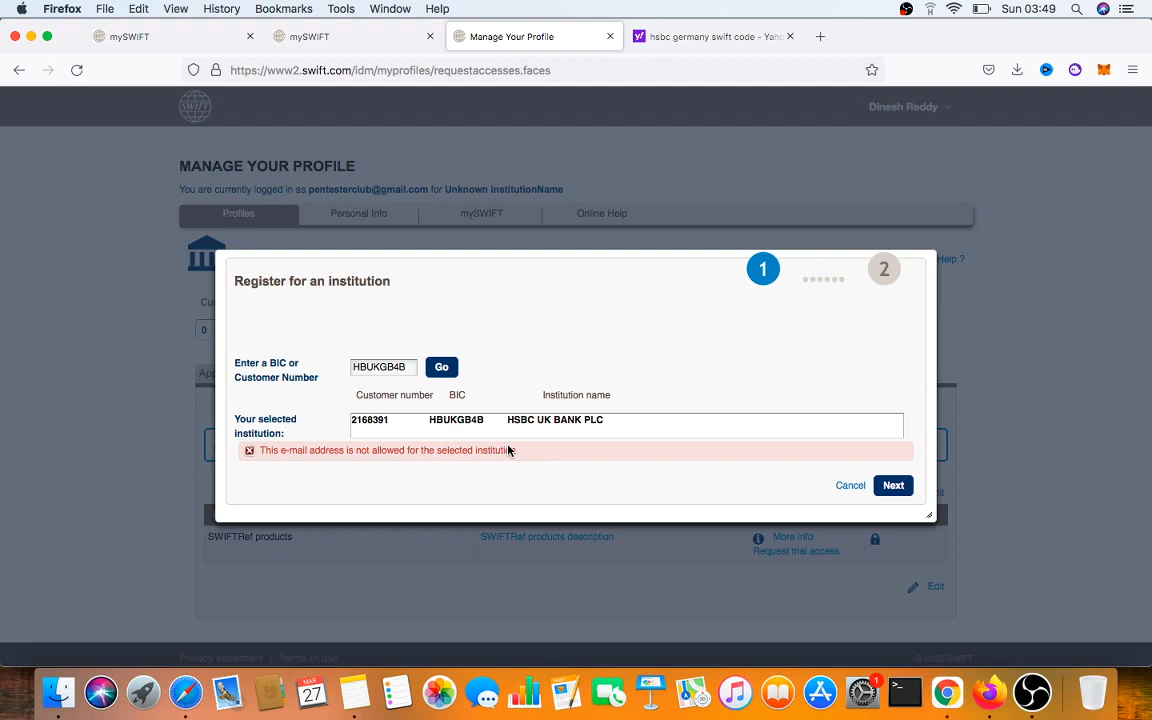 Firefox File Edit View History Bookmarks Tools Window Help Sun 03:49
mySWIFT mySWIFT Manage Your Profile hsbc germany swift code - Yaho
https://www2.swift.com/idm/myprofiles/requestaccesses.faces
SWIFT Dinesh Reddy
MANAGE YOUR PROFILE
You are currently logged in as pentesterclub@gmail.com for Unknown institutionName
Profiles Personal Info mySWIFT Online Help
Help ?
Register for an institution 1 2
Cu
0
Enter a BIC or
Customer Number
HBUKGB4B Go
App
Customer number BIC Institution name
Your selected
institution:
2168391 HBUKGB4B HSBC UK BANK PLC
This e-mail address is not allowed for the selected
Cancel Next
SWIFTRef products SWIFTRef products description More info
Request trial access
Edit
Privacy statement | Terms of use © 2022 SWIFT
MAR
27
1